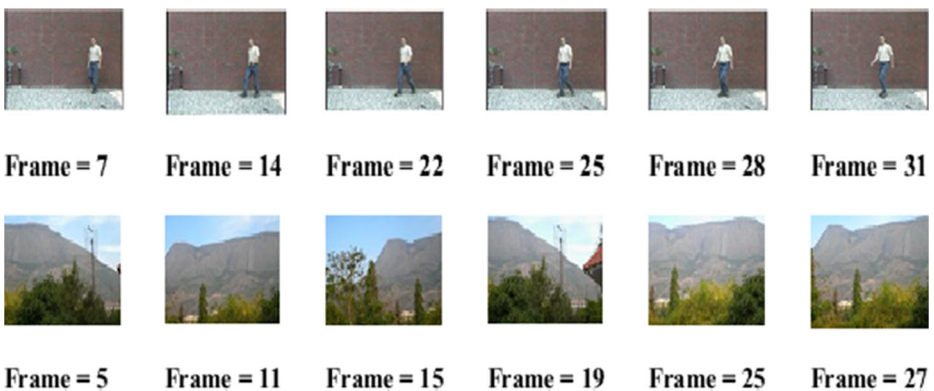 Frame = 7 Frame = 14 Frame = 22 Frame = 25 Frame = 28 Frame = 31
Frame = 5 Frame = 11 Frame = 15 Frame = 19 Frame = 25 Frame = 27